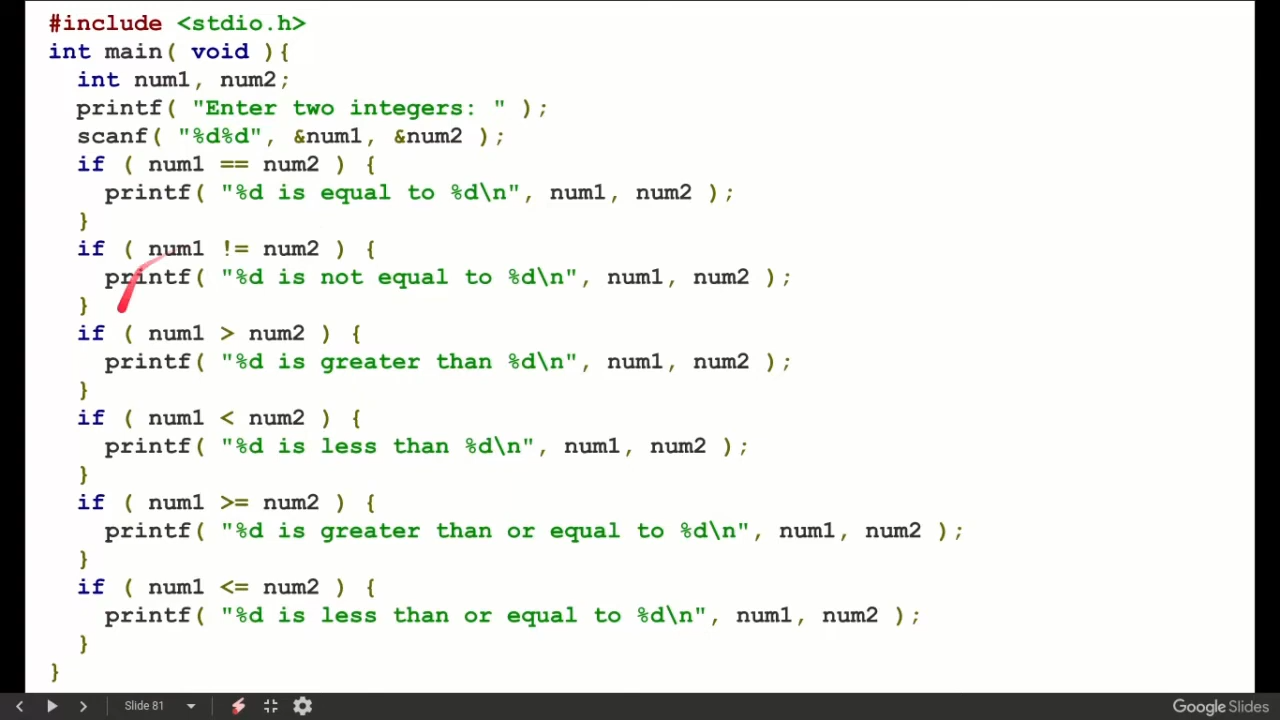 #include <stdio.h>
int main( void ){
  int num1, num2;
  printf( "Enter two integers: " );
  scanf( "%d%d", &num1, &num2 );
  if ( num1 == num2 ) {
    printf( "%d is equal to %d\n", num1, num2 );
  }
  if ( num1 != num2 ) {
    printf( "%d is not equal to %d\n", num1, num2 );
  }
  if ( num1 > num2 ) {
    printf( "%d is greater than %d\n", num1, num2 );
  }
  if ( num1 < num2 ) {
    printf( "%d is less than %d\n", num1, num2 );
  }
  if ( num1 >= num2 ) {
    printf( "%d is greater than or equal to %d\n", num1, num2 );
  }
  if ( num1 <= num2 ) {
    printf( "%d is less than or equal to %d\n", num1, num2 );
  }
}
Slide 81
Google Slides